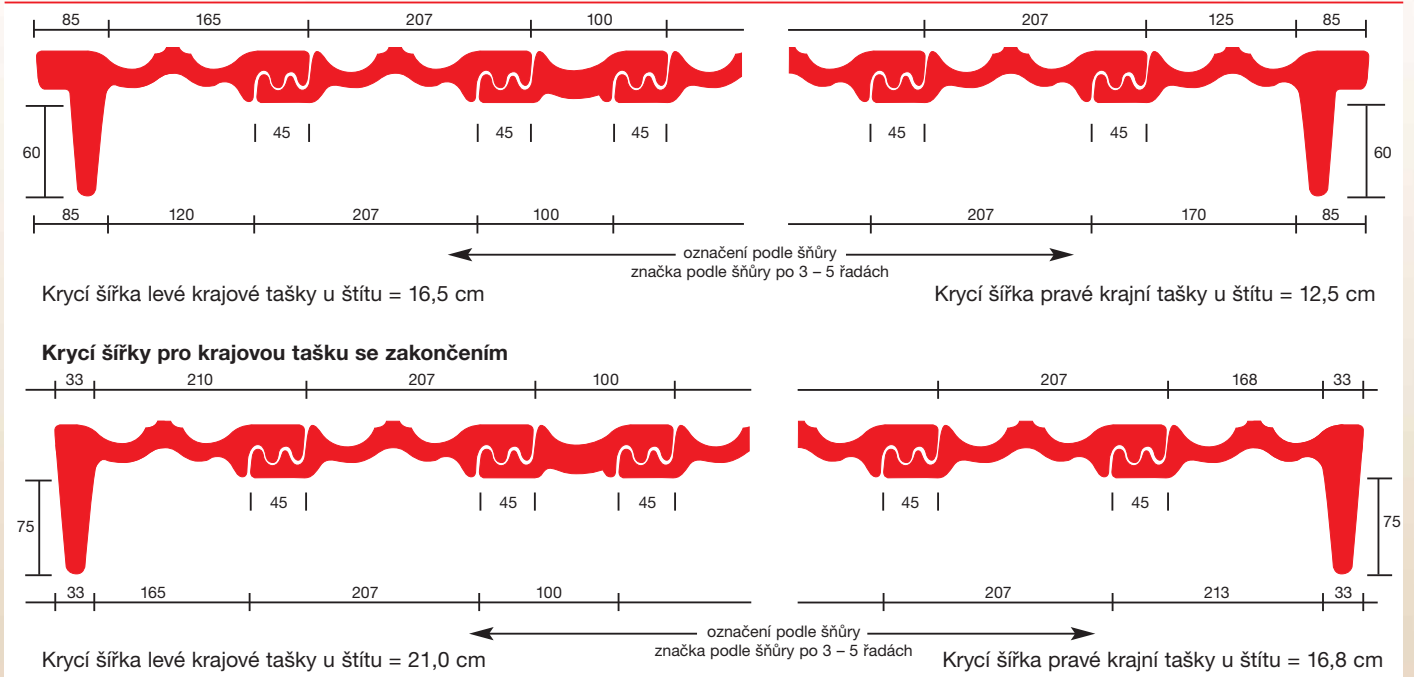 85 165 207 100 207 125 85
45 45 45 45 45
60 60
85 120 207 100 207 170 85
označení podle šňůry
značka podle šňůry po 3 – 5 řadách
Krycí šířka levé krajové tašky u štítu = 16,5 cm
Krycí šířka pravé krajní tašky u štítu = 12,5 cm
Krycí šířky pro krajovou tašku se zakončením
33 210 207 100 207 168 33
45 45 45 45 45
75 75
33 165 207 100 207 213 33
označení podle šňůry
značka podle šňůry po 3 – 5 řadách
Krycí šířka levé krajové tašky u štítu = 21,0 cm
Krycí šířka pravé krajní tašky u štítu = 16,8 cm